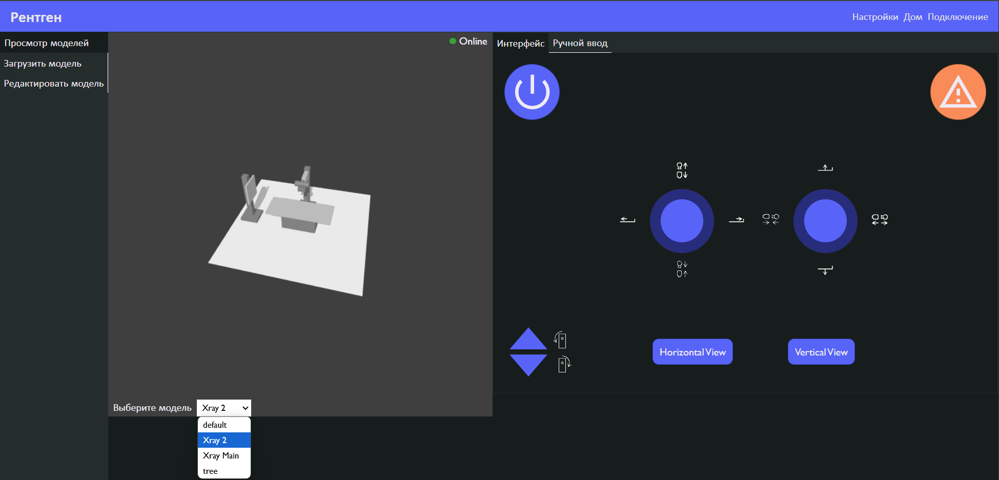 Рентген
Настройки Дом Подключение
Просмотр моделей
Загрузить модель
Редактировать модель
Online
Интерфейс
Ручной ввод
Horizontal View
Vertical View
Выберите модель
Xray 2
default
Xray 2
Xray Main
tree